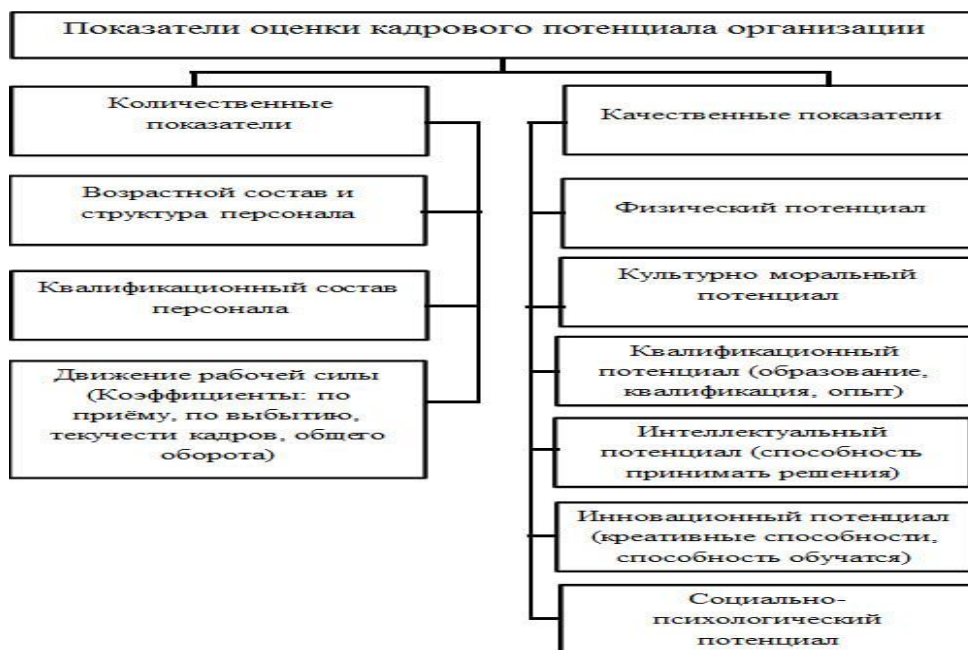 Показатели оценки кадрового потенциала организации
Количественные
показатели
Возрастной состав и
структура персонала
Квалификационный состав
персонала
Движение рабочей силы
(Коэффициенты: по
приёму, по выбытию,
текучести кадров, общего
оборота)
Качественные показатели
Физический потенциал
Культурно моральный
потенциал
Квалификационный
потенциал (образование,
квалификация, опыт)
Интеллектуальный
потенциал (способность
принимать решения)
Инновационный потенциал
(креативные способности,
способность обучатся)
Социально-
психологический
потенциал